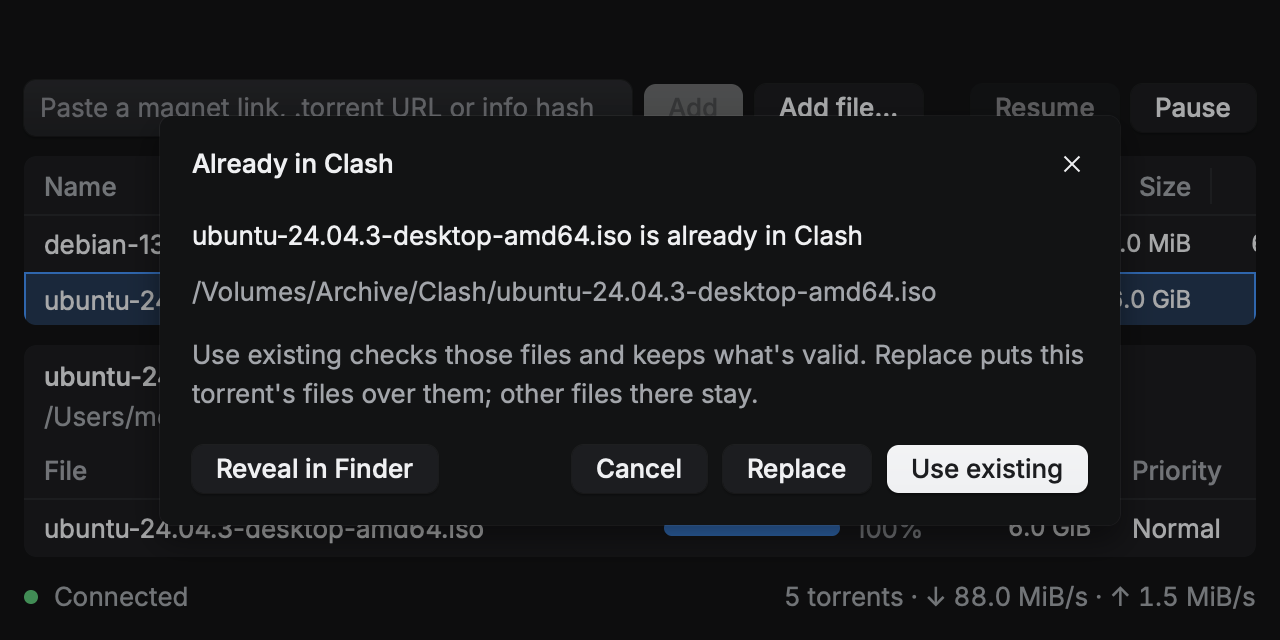 Paste a magnet link, .torrent URL or info hash Add Add file... Resume Pause
Already in Clash
Name Size
ubuntu-24.04.3-desktop-amd64.iso is already in Clash
debian-13 .0 MiB
/Volumes/Archive/Clash/ubuntu-24.04.3-desktop-amd64.iso
ubuntu-24 .0 GiB
Use existing checks those files and keeps what's valid. Replace puts this
ubuntu-24
torrent's files over them; other files there stay.
/Users/m
Reveal in Finder Cancel Replace Use existing
File Priority
ubuntu-24.04.3-desktop-amd64.iso 100% 6.0 GiB Normal
Connected 5 torrents · ↓ 88.0 MiB/s · ↑ 1.5 MiB/s